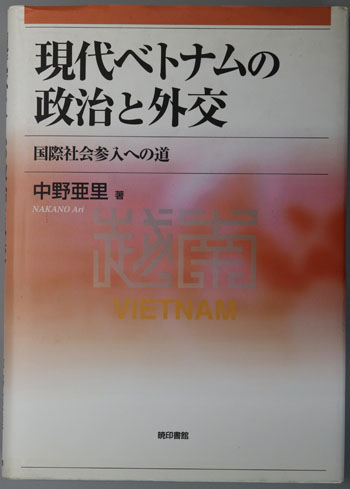 現代ベトナムの
政治と外交
国際社会参入への道
中野亜里 著
NAKANO Ari
越南
VIETNAM
暁印書館